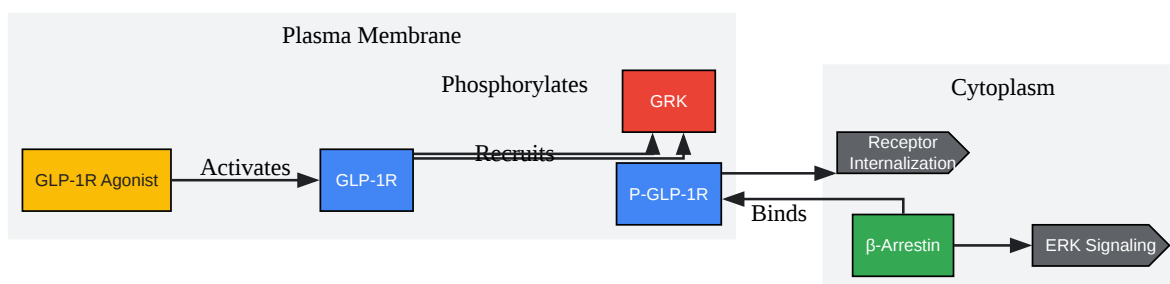 Plasma Membrane
Phosphorylates
GRK
Cytoplasm
Receptor
Internalization
GLP-1R Agonist
Activates
GLP-1R
Recruits
P-GLP-1R
Binds
β-Arrestin
ERK Signaling